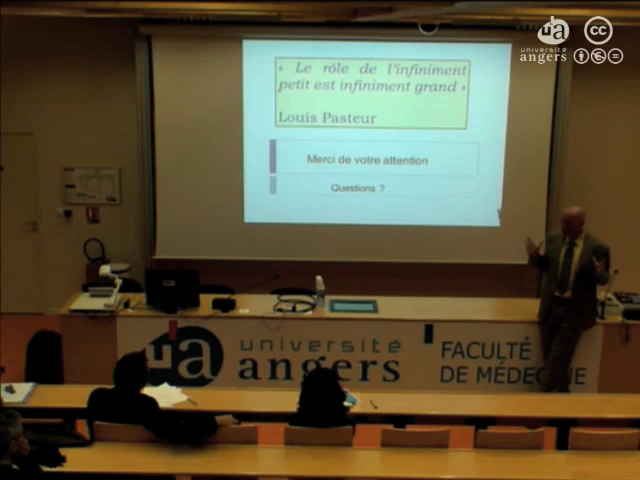 « Le rôle de l'infiniment
petit est infiniment grand »
Louis Pasteur
Merci de votre attention
Questions ?
ua
université
angers
cc
ua
université
angers
FACULTÉ
DE MÉDECINE